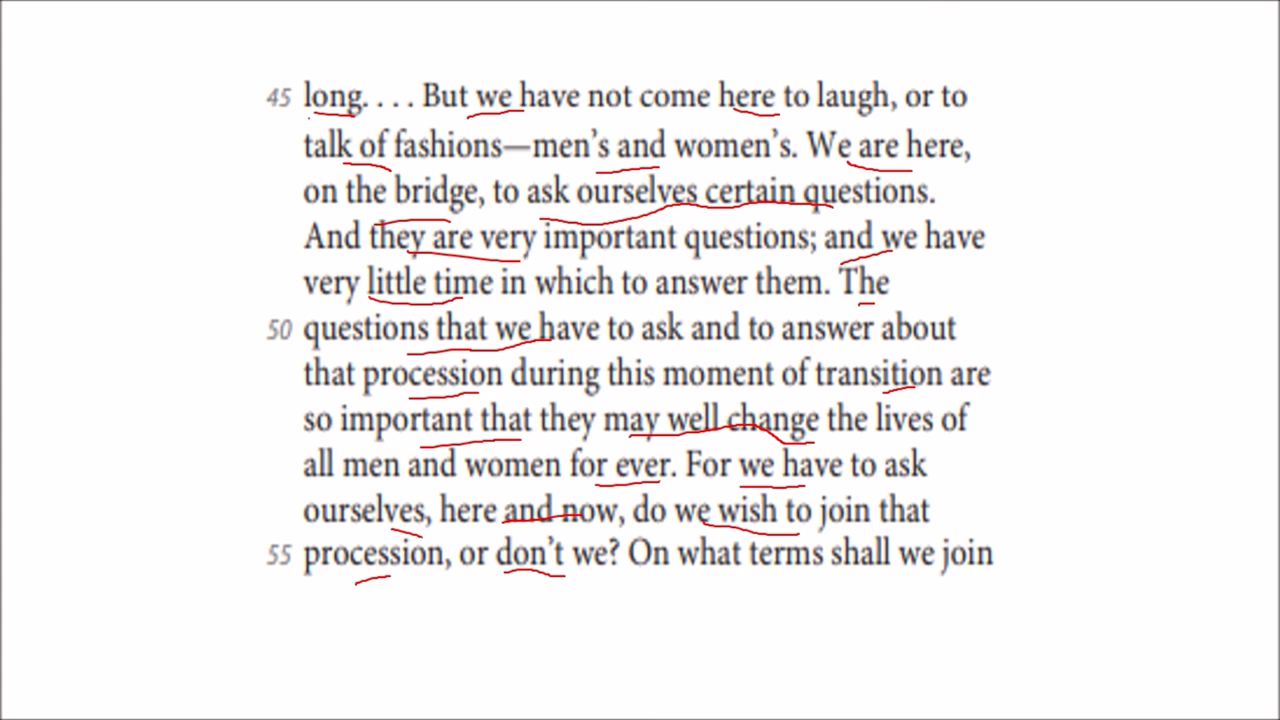 45 long. . . . But we have not come here to laugh, or to
talk of fashions—men's and women's. We are here,
on the bridge, to ask ourselves certain questions.
And they are very important questions; and we have
very little time in which to answer them. The
50 questions that we have to ask and to answer about
that procession during this moment of transition are
so important that they may well change the lives of
all men and women for ever. For we have to ask
ourselves, here and now, do we wish to join that
55 procession, or don't we? On what terms shall we join